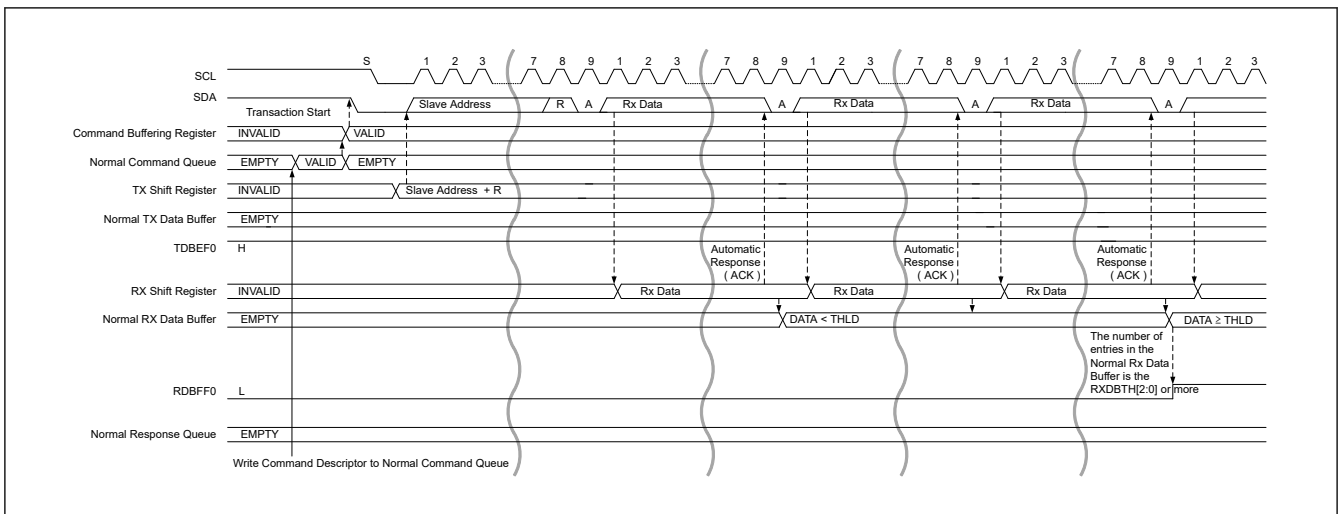 S 1 2 3 7 8 9 1 2 3 7 8 9 1 2 3 7 8 9 1 2 3 7 8 9 1 2 3
SCL
SDA
Transaction Start Slave Address R A Rx Data A Rx Data A Rx Data A
Command Buffering Register INVALID VALID
Normal Command Queue EMPTY VALID EMPTY
TX Shift Register INVALID Slave Address + R
Normal TX Data Buffer EMPTY
TDBEF0 H
Automatic
Response
( ACK )
Automatic
Response
( ACK )
Automatic
Response
( ACK )
RX Shift Register INVALID Rx Data Rx Data Rx Data
Normal RX Data Buffer EMPTY DATA < THLD DATA ≥ THLD
The number of
entries in the
Normal Rx Data
Buffer is the
RXDBTH[2:0] or more
RDBFF0 L
Normal Response Queue EMPTY
Write Command Descriptor to Normal Command Queue